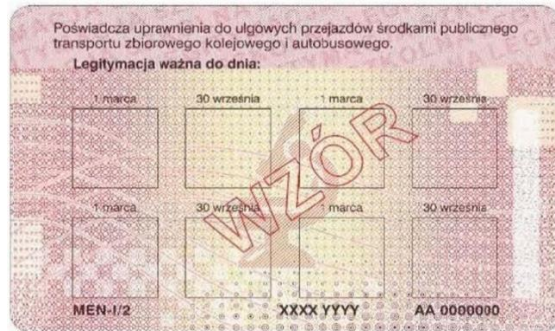 Poświadcza uprawnienia do ulgowych przejazdów środkami publicznego
transportu zbiorowego kolejowego i autobusowego.
Legitymacja ważna do dnia:
1 marca 30 września 1 marca 30 września
WZÓR
1 marca 30 września 1 marca 30 września
MEN-I/2 XXXX YYYY AA 0000000